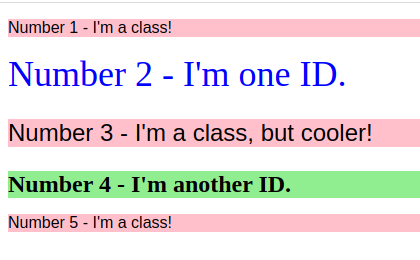 Number 1 - I'm a class!
Number 2 - I'm one ID.
Number 3 - I'm a class, but cooler!
Number 4 - I'm another ID.
Number 5 - I'm a class!